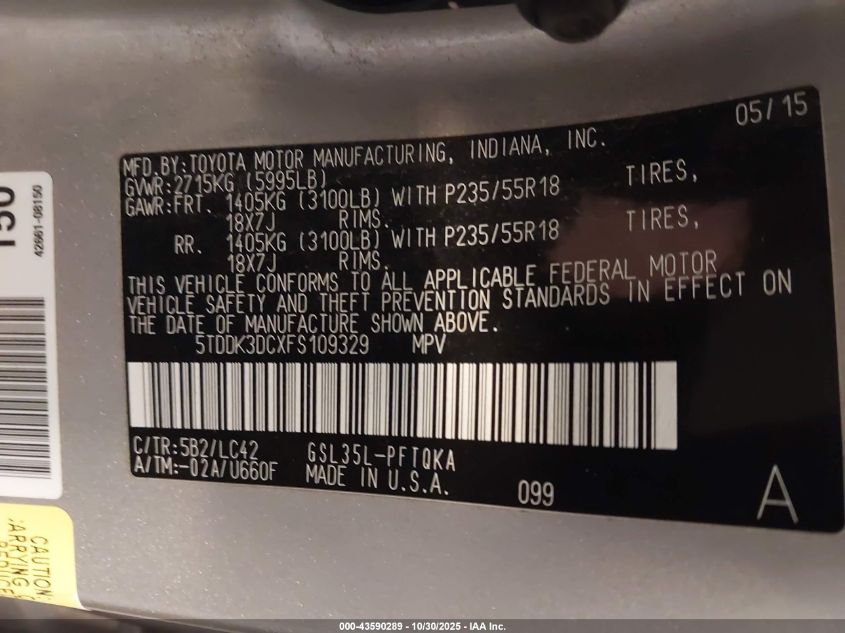 05/15
MFD.BY:TOYOTA MOTOR MANUFACTURING, INDIANA, INC.
GVWR:2715KG (5995LB)
GAWR:FRT. 1405KG (3100LB) WITH P235/55R18 TIRES,
18X7J RIMS.
RR. 1405KG (3100LB) WITH P235/55R18 TIRES,
18X7J RIMS.
THIS VEHICLE CONFORMS TO ALL APPLICABLE FEDERAL MOTOR
VEHICLE SAFETY AND THEFT PREVENTION STANDARDS IN EFFECT ON
THE DATE OF MANUFACTURE SHOWN ABOVE.
5TDDK3DCXFS109329 MPV
C/TR:5B2/LC42 GSL35L-PFTQKA
A/TM:-02A/U660F MADE IN U.S.A.
099
A
150
42661-08150
CAUTION:
CARRYING
000-43590289 - 10/30/2025 - IAA Inc.